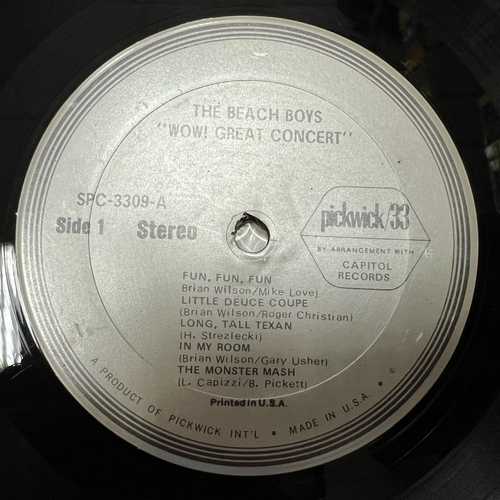 THE BEACH BOYS
"WOW! GREAT CONCERT"
SPC-3309-A
Side 1 Stereo
pickwick/33
BY ARRANGEMENT WITH
CAPITOL
RECORDS
FUN, FUN, FUN
(Brian Wilson/Mike Love)
LITTLE DEUCE COUPE
(Brian Wilson/Roger Christian)
LONG, TALL TEXAN
(H. Strezlecki)
IN MY ROOM
(Brian Wilson/Gary Usher)
THE MONSTER MASH
(L. Capizzi/B. Pickett)
Printed in U.S.A.
A PRODUCT OF PICKWICK INT'L • MADE IN U.S.A. • ©